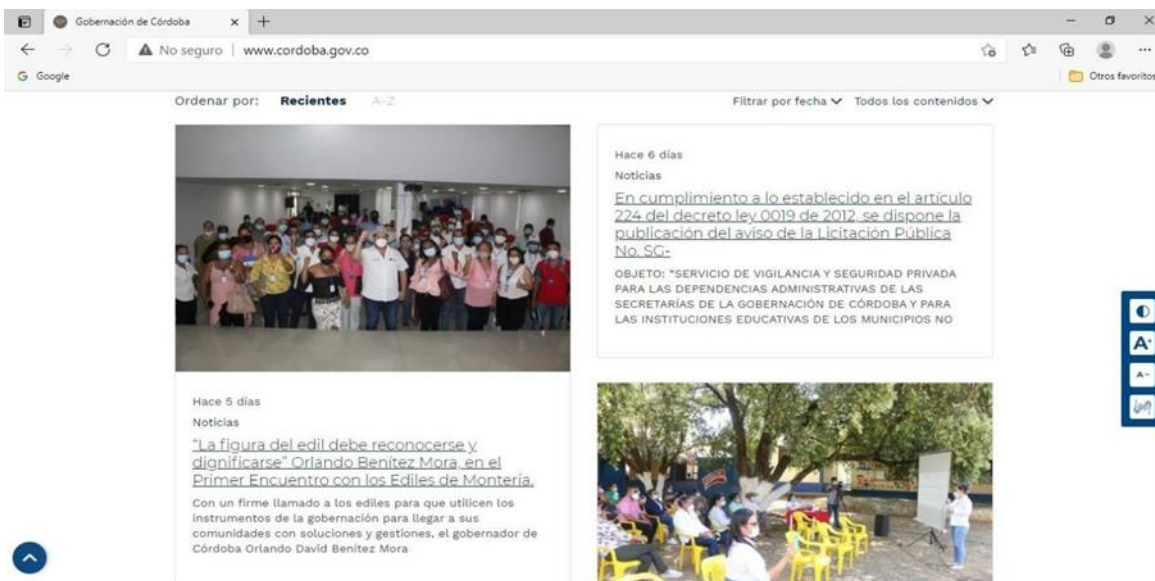 Gobernación de Córdoba
No seguro | www.cordoba.gov.co
Google
Otros favoritos
Ordenar por: Recientes A-Z
Filtrar por fecha Todos los contenidos
Hace 5 días
Noticias
"La figura del edil debe reconocerse y
dignificarse" Orlando Benítez Mora, en el
Primer Encuentro con los Ediles de Montería.
Con un firme llamado a los ediles para que utilicen los
instrumentos de la gobernación para llegar a sus
comunidades con soluciones y gestiones, el gobernador de
Córdoba Orlando David Benítez Mora
Hace 6 días
Noticias
En cumplimiento a lo establecido en el artículo
224 del decreto ley 0019 de 2012, se dispone la
publicación del aviso de la Licitación Pública
No. SG-
OBJETO: "SERVICIO DE VIGILANCIA Y SEGURIDAD PRIVADA
PARA LAS DEPENDENCIAS ADMINISTRATIVAS DE LAS
SECRETARÍAS DE LA GOBERNACIÓN DE CÓRDOBA Y PARA
LAS INSTITUCIONES EDUCATIVAS DE LOS MUNICIPIOS NO
A+
A-